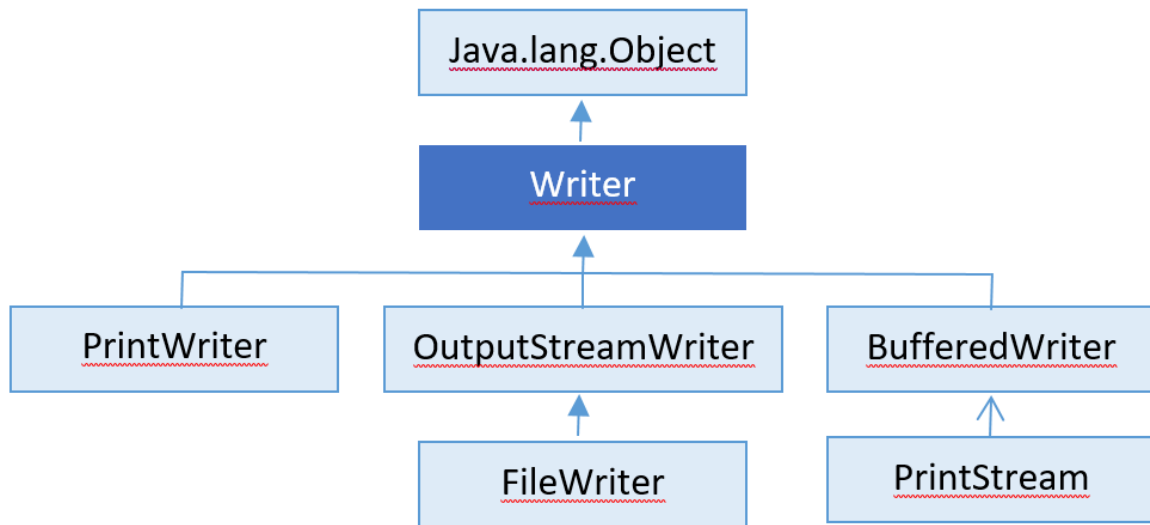 Java.lang.Object
Writer
PrintWriter
OutputStreamWriter
BufferedWriter
FileWriter
PrintStream